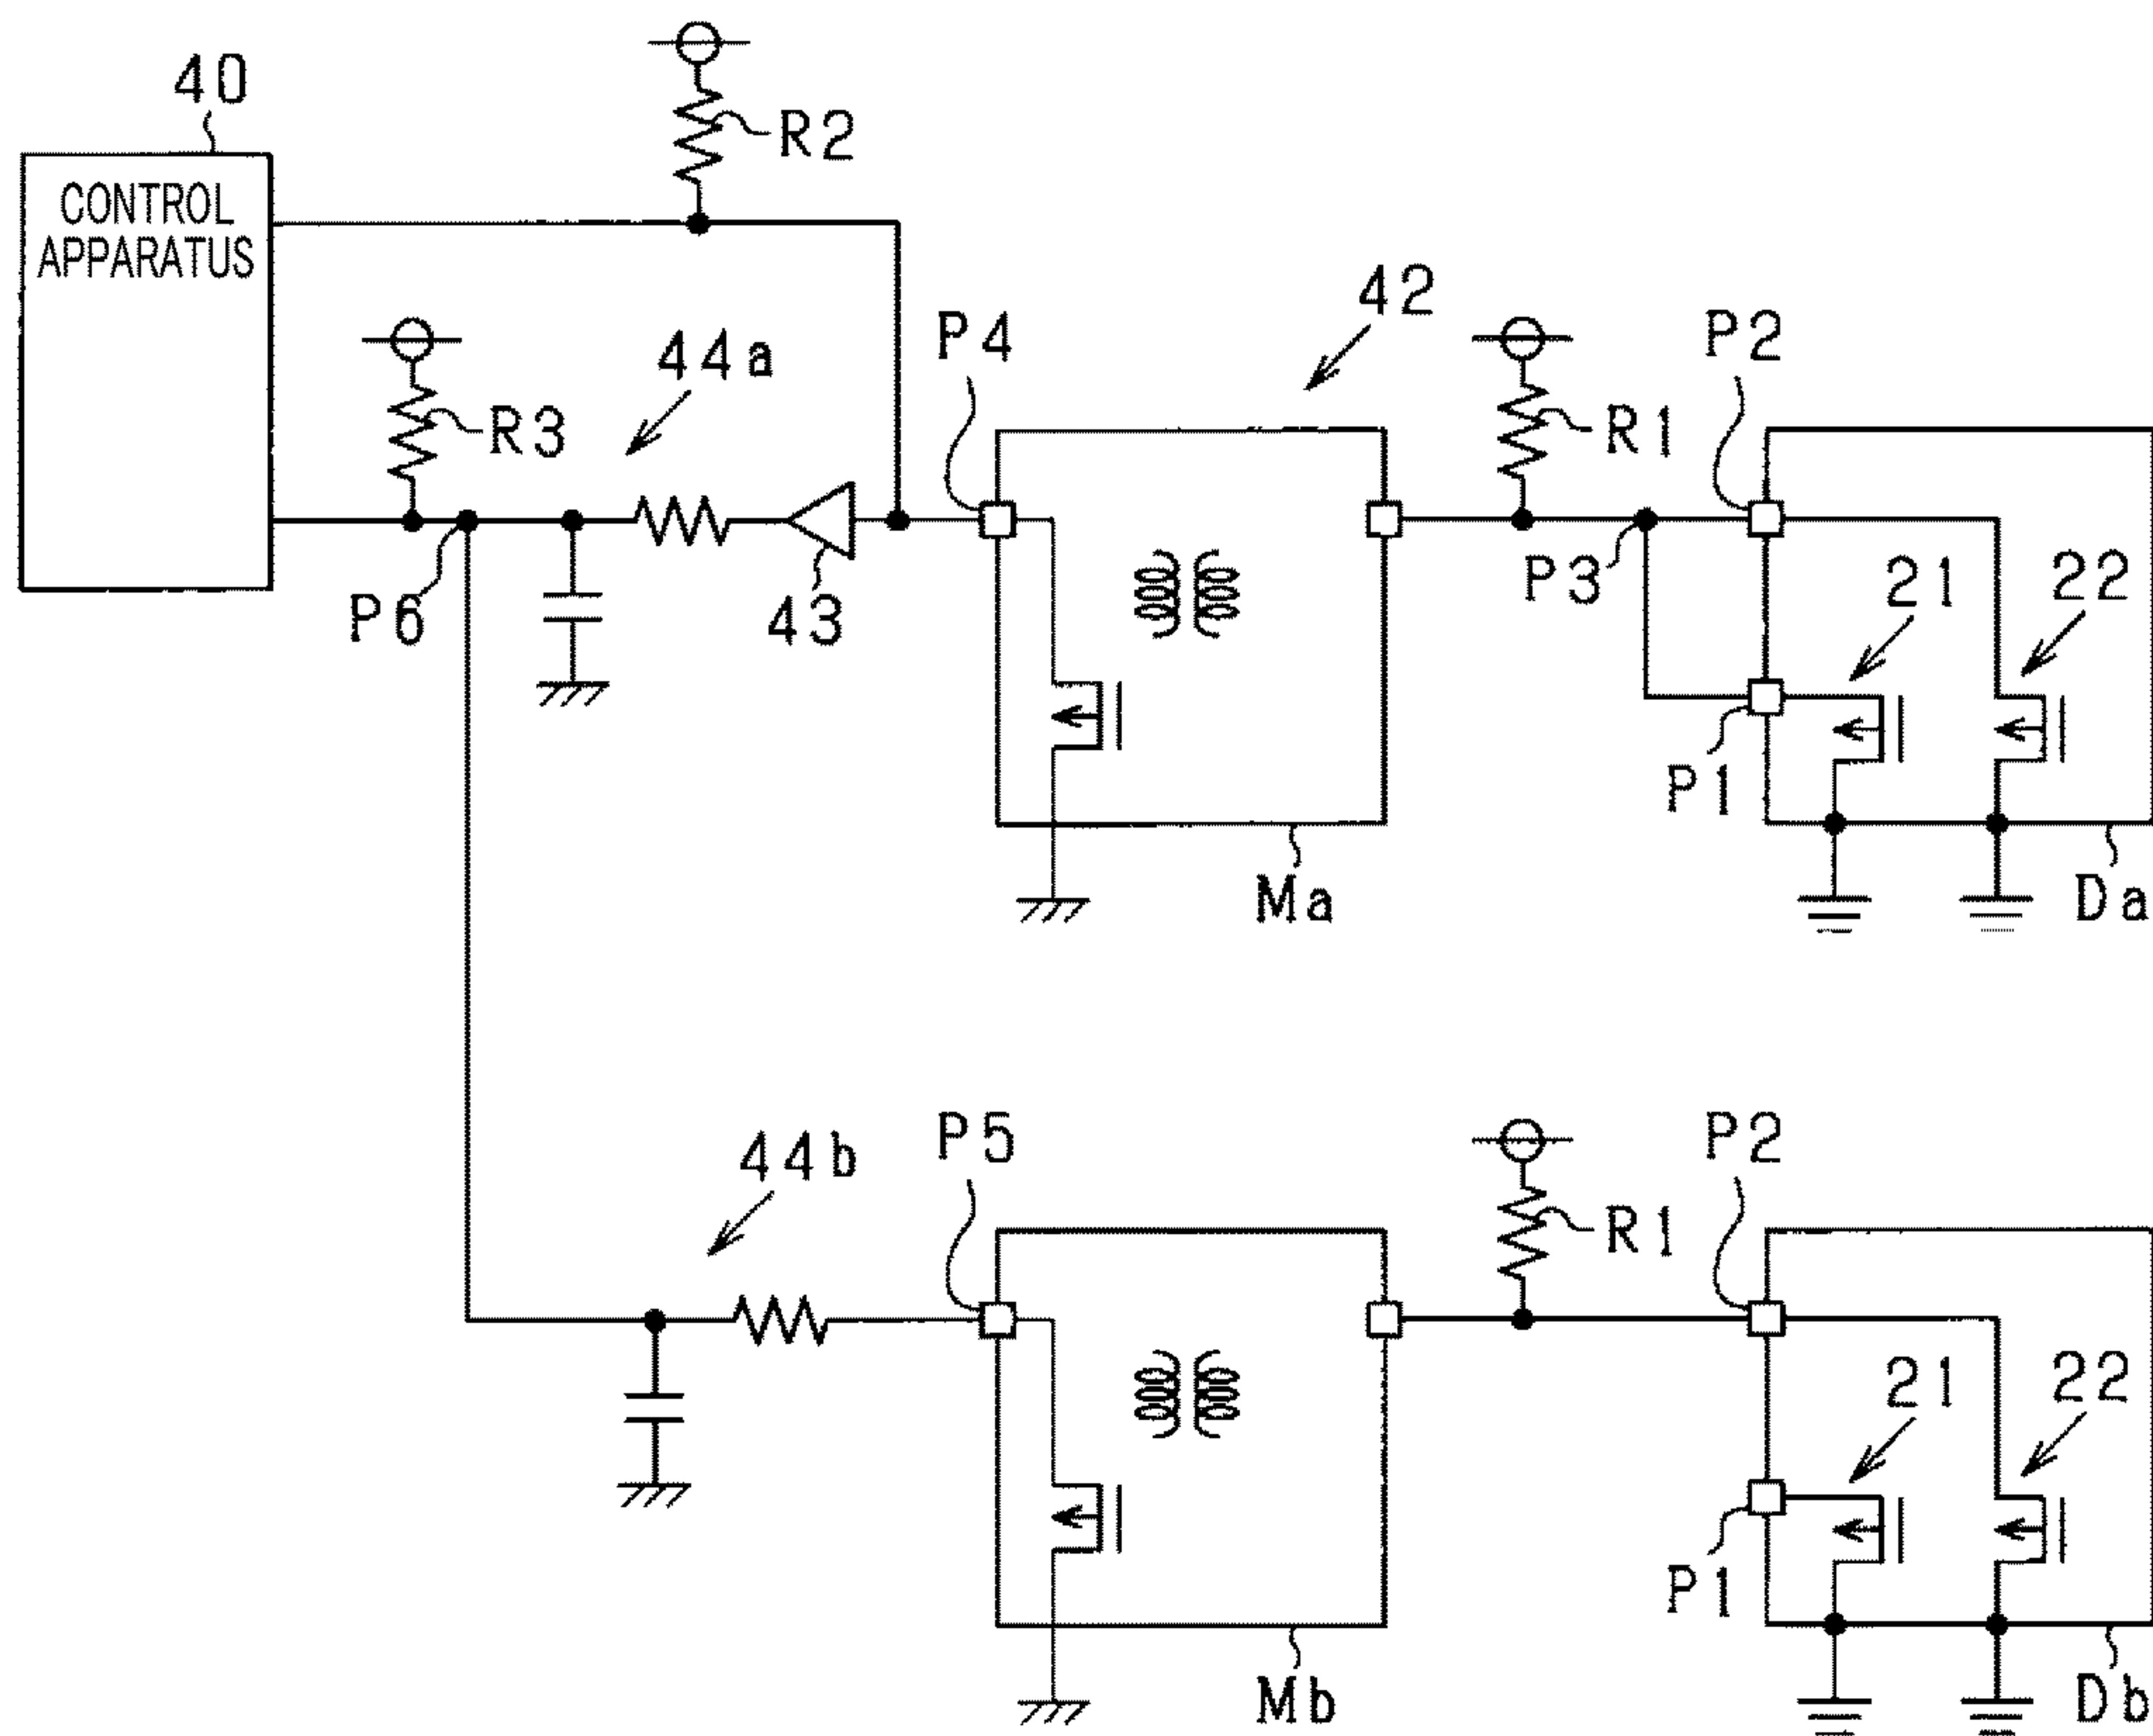 40
R2
CONTROL
APPARATUS
42
P4
P2
44a
R3
R1
P3
21
22
P6
43
P1
Ma
Da
44b
P5
P2
R1
21
22
P1
Mb
Db